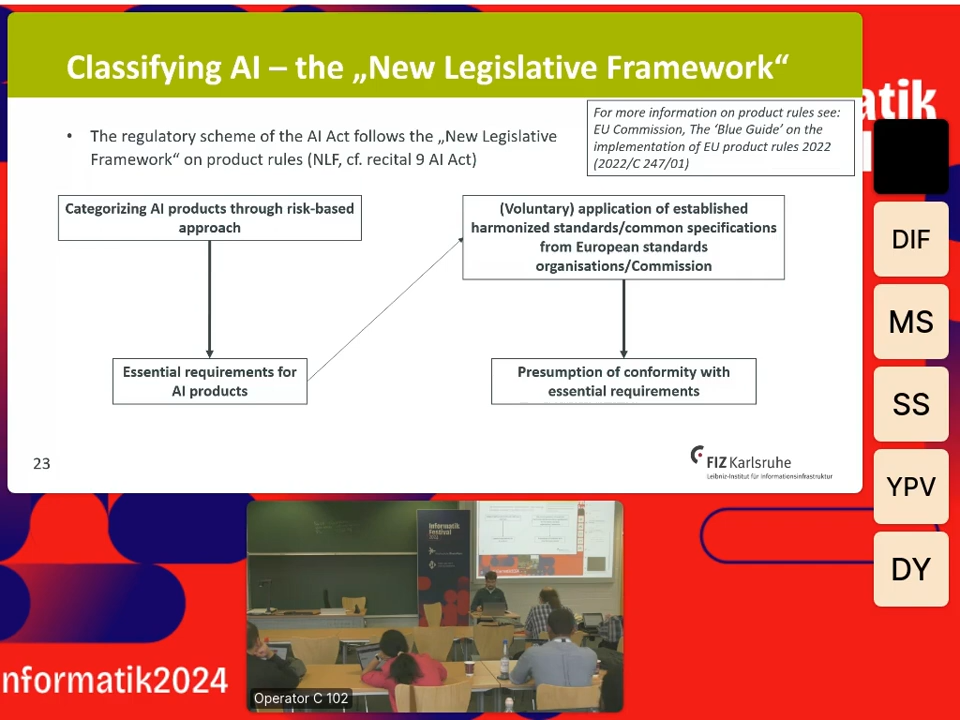 Classifying AI – the „New Legislative Framework“
• The regulatory scheme of the AI Act follows the „New Legislative
Framework“ on product rules (NLF, cf. recital 9 AI Act)
For more information on product rules see:
EU Commission, The ‘Blue Guide’ on the
implementation of EU product rules 2022
(2022/C 247/01)
Categorizing AI products through risk-based
approach
(Voluntary) application of established
harmonized standards/common specifications
from European standards
organisations/Commission
Essential requirements for
AI products
Presumption of conformity with
essential requirements
23
FIZ Karlsruhe
Leibniz-Institut für Informationsinfrastruktur
atik
DIF
MS
SS
YPV
DY
informatik
festival
Operator C 102
nformatik2024